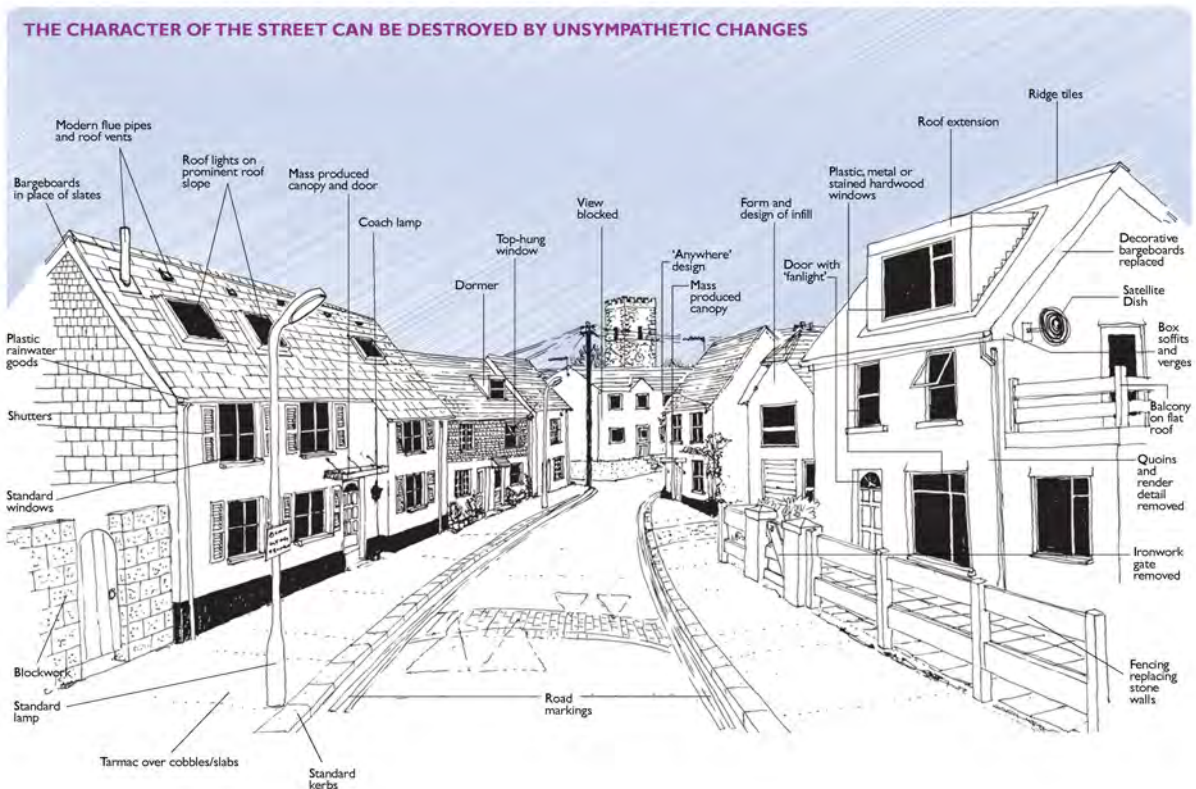 THE CHARACTER OF THE STREET CAN BE DESTROYED BY UNSYMPATHETIC CHANGES
Modern flue pipes
and roof vents
Bargeboards
in place of slates
Roof lights on
prominent roof
slope
Mass produced
canopy and door
Coach lamp
Top-hung
window
Dormer
View
blocked
'Anywhere'
design
Mass
produced
canopy
Form and
design of infill
Door with
'fanlight'
Plastic, metal or
stained hardwood
windows
Roof extension
Ridge tiles
Decorative
bargeboards
replaced
Satellite
Dish
Box
soffits
and
verges
Balcony
on flat
roof
Quoins
and
render
detail
removed
Ironwork
gate
removed
Fencing
replacing
stone
walls
Plastic
rainwater
goods
Shutters
Standard
windows
Blockwork
Standard
lamp
Tarmac over cobbles/slabs
Standard
kerbs
Road
markings